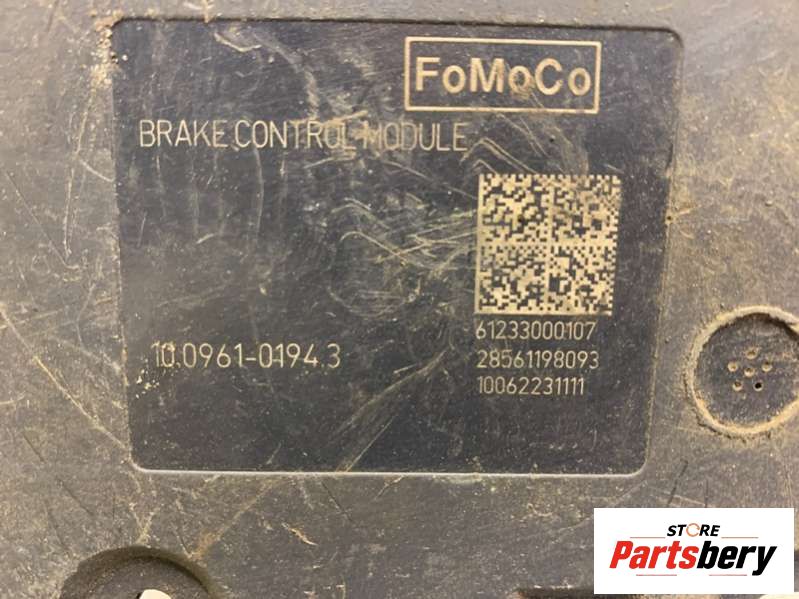 FoMoCo
BRAKE CONTROL MODULE
61233000107
10.0961-0194.3
28561198093
10062231111
STORE
Partsbery